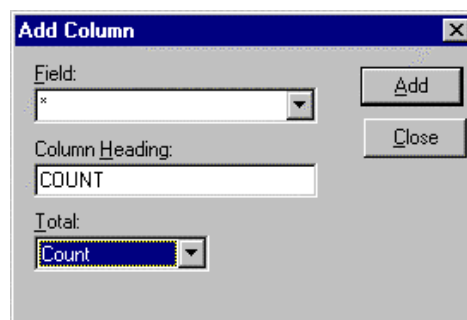 Add Column
Field:
*
Add
Close
Column Heading:
COUNT
Total:
Count